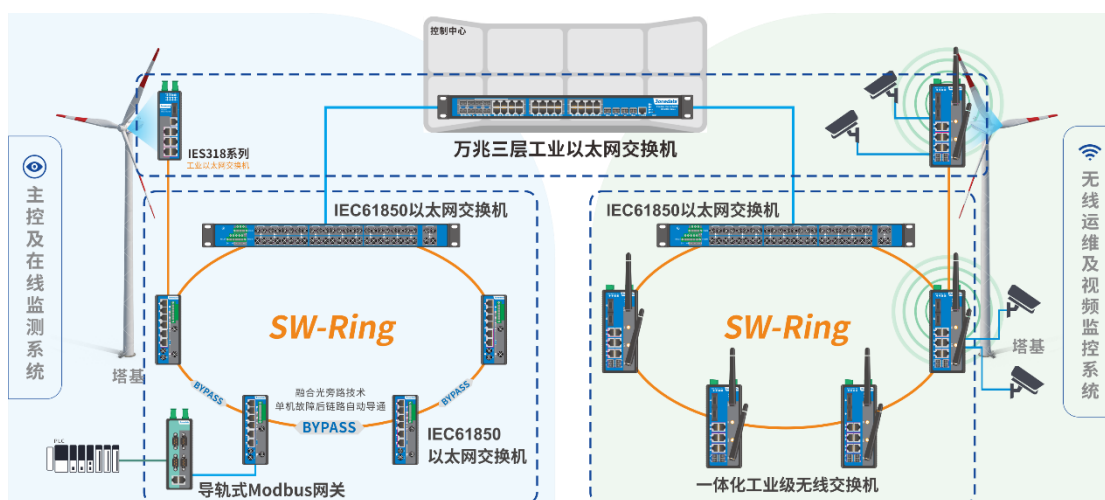 控制中心
3onedata
万兆三层工业以太网交换机
IES318系列
工业以太网交换机
主控及在线监测系统
无线运维及视频监控系统
IEC61850以太网交换机
IEC61850以太网交换机
SW-Ring
SW-Ring
塔基
塔基
BYPASS
融合光旁路技术
单机故障后链路自动导通
BYPASS
BYPASS
IEC61850
以太网交换机
PLC
导轨式Modbus网关
一体化工业级无线交换机